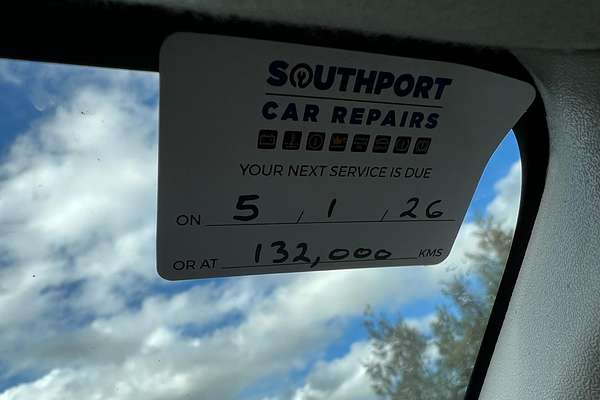 SOUTHPORT
CAR REPAIRS
YOUR NEXT SERVICE IS DUE
ON 5 / 1 / 26
OR AT 132,000 KMS